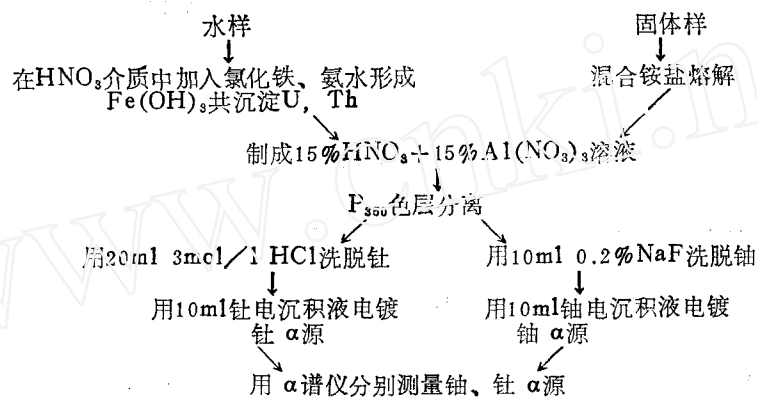 水样
固体样
在HNO₃介质中加入氯化铁、氨水形成
Fe(OH)₃共沉淀U, Th
混合铵盐熔解
制成15%HNO₃+15%Al(NO₃)₃溶液
P₃₅₀色层分离
用20ml 3mol/l HCl洗脱钍
用10ml 0.2%NaF洗脱铀
用10ml钍电沉积液电镀
钍 α源
用10ml铀电沉积液电镀
铀 α源
用 α谱仪分别测量铀、钍 α源
www.cnki.n